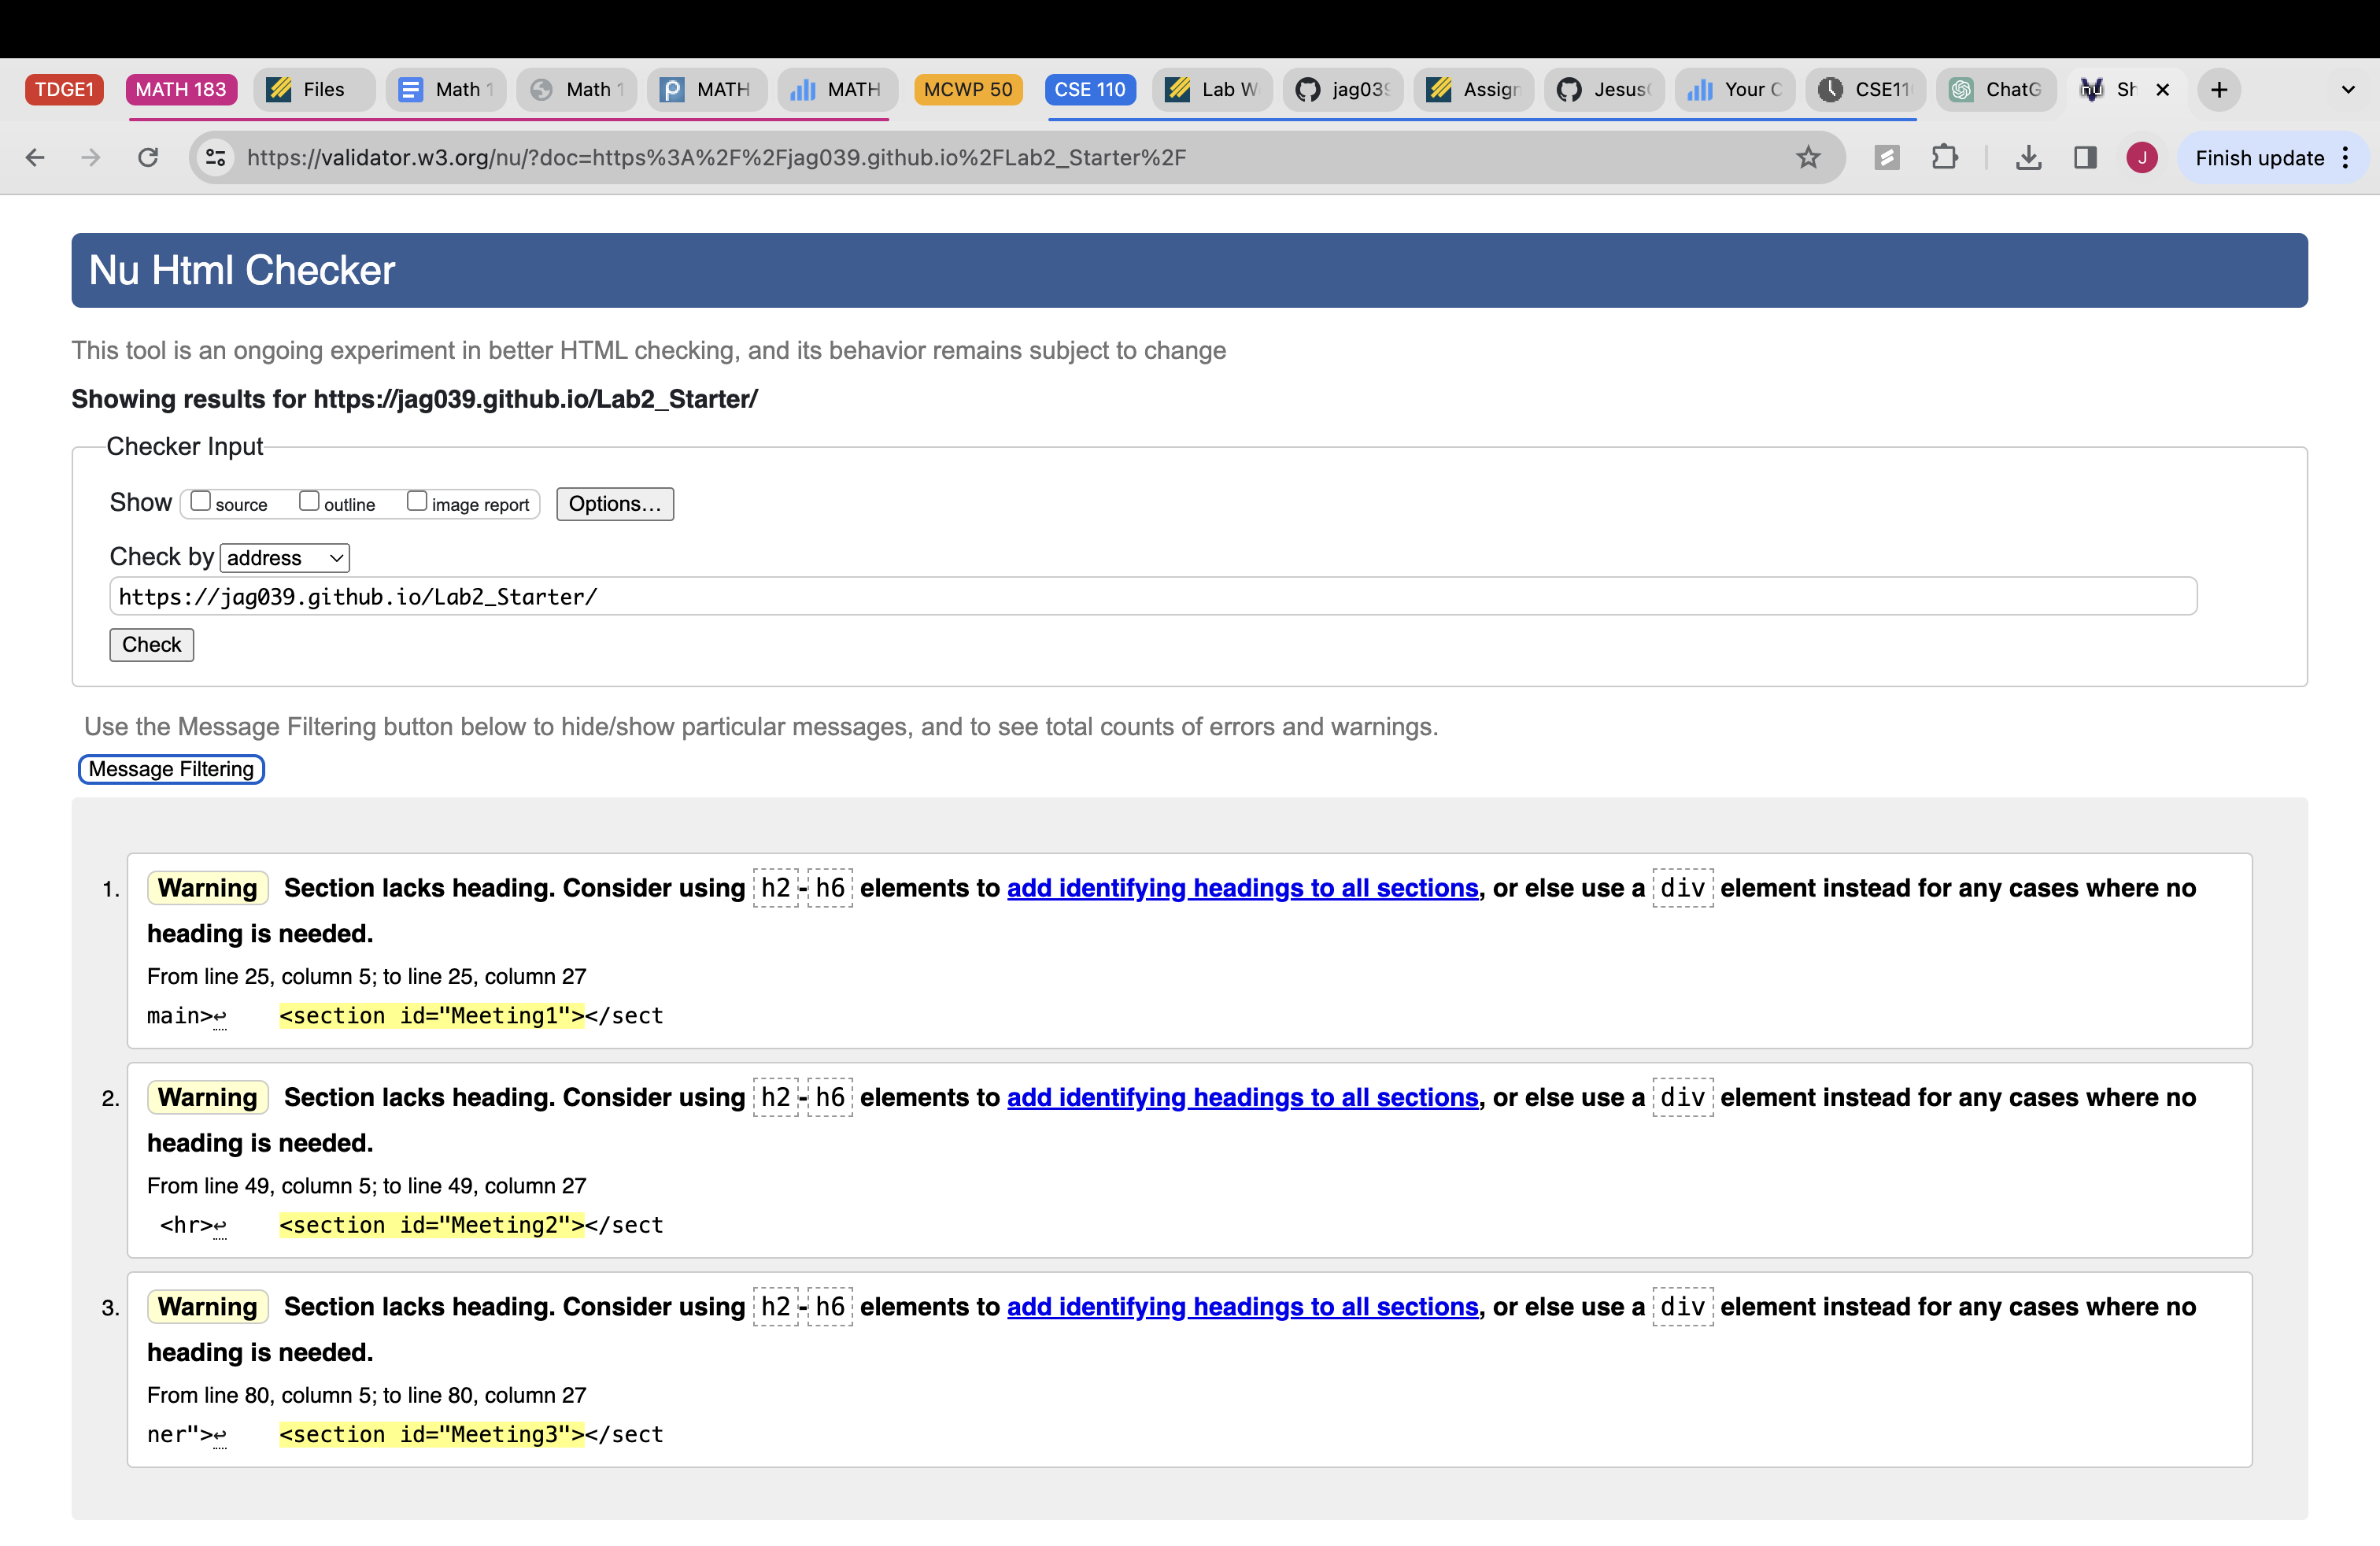 TDGE1 MATH 183 Files Math 1 Math 1 MATH MATH MCWP 50 CSE 110 Lab W jag039 Assign Jesus Your C CSE11 ChatG Sh
https://validator.w3.org/nu/?doc=https%3A%2F%2Fjag039.github.io%2FLab2_Starter%2F J Finish update
Nu Html Checker
This tool is an ongoing experiment in better HTML checking, and its behavior remains subject to change
Showing results for https://jag039.github.io/Lab2_Starter/
Checker Input
Show source outline image report Options…
Check by address
https://jag039.github.io/Lab2_Starter/
Check
Use the Message Filtering button below to hide/show particular messages, and to see total counts of errors and warnings.
Message Filtering
1. Warning Section lacks heading. Consider using h2-h6 elements to add identifying headings to all sections, or else use a div element instead for any cases where no
heading is needed.
From line 25, column 5; to line 25, column 27
main>↩ <section id="Meeting1"></sect
2. Warning Section lacks heading. Consider using h2-h6 elements to add identifying headings to all sections, or else use a div element instead for any cases where no
heading is needed.
From line 49, column 5; to line 49, column 27
<hr>↩ <section id="Meeting2"></sect
3. Warning Section lacks heading. Consider using h2-h6 elements to add identifying headings to all sections, or else use a div element instead for any cases where no
heading is needed.
From line 80, column 5; to line 80, column 27
ner">↩ <section id="Meeting3"></sect